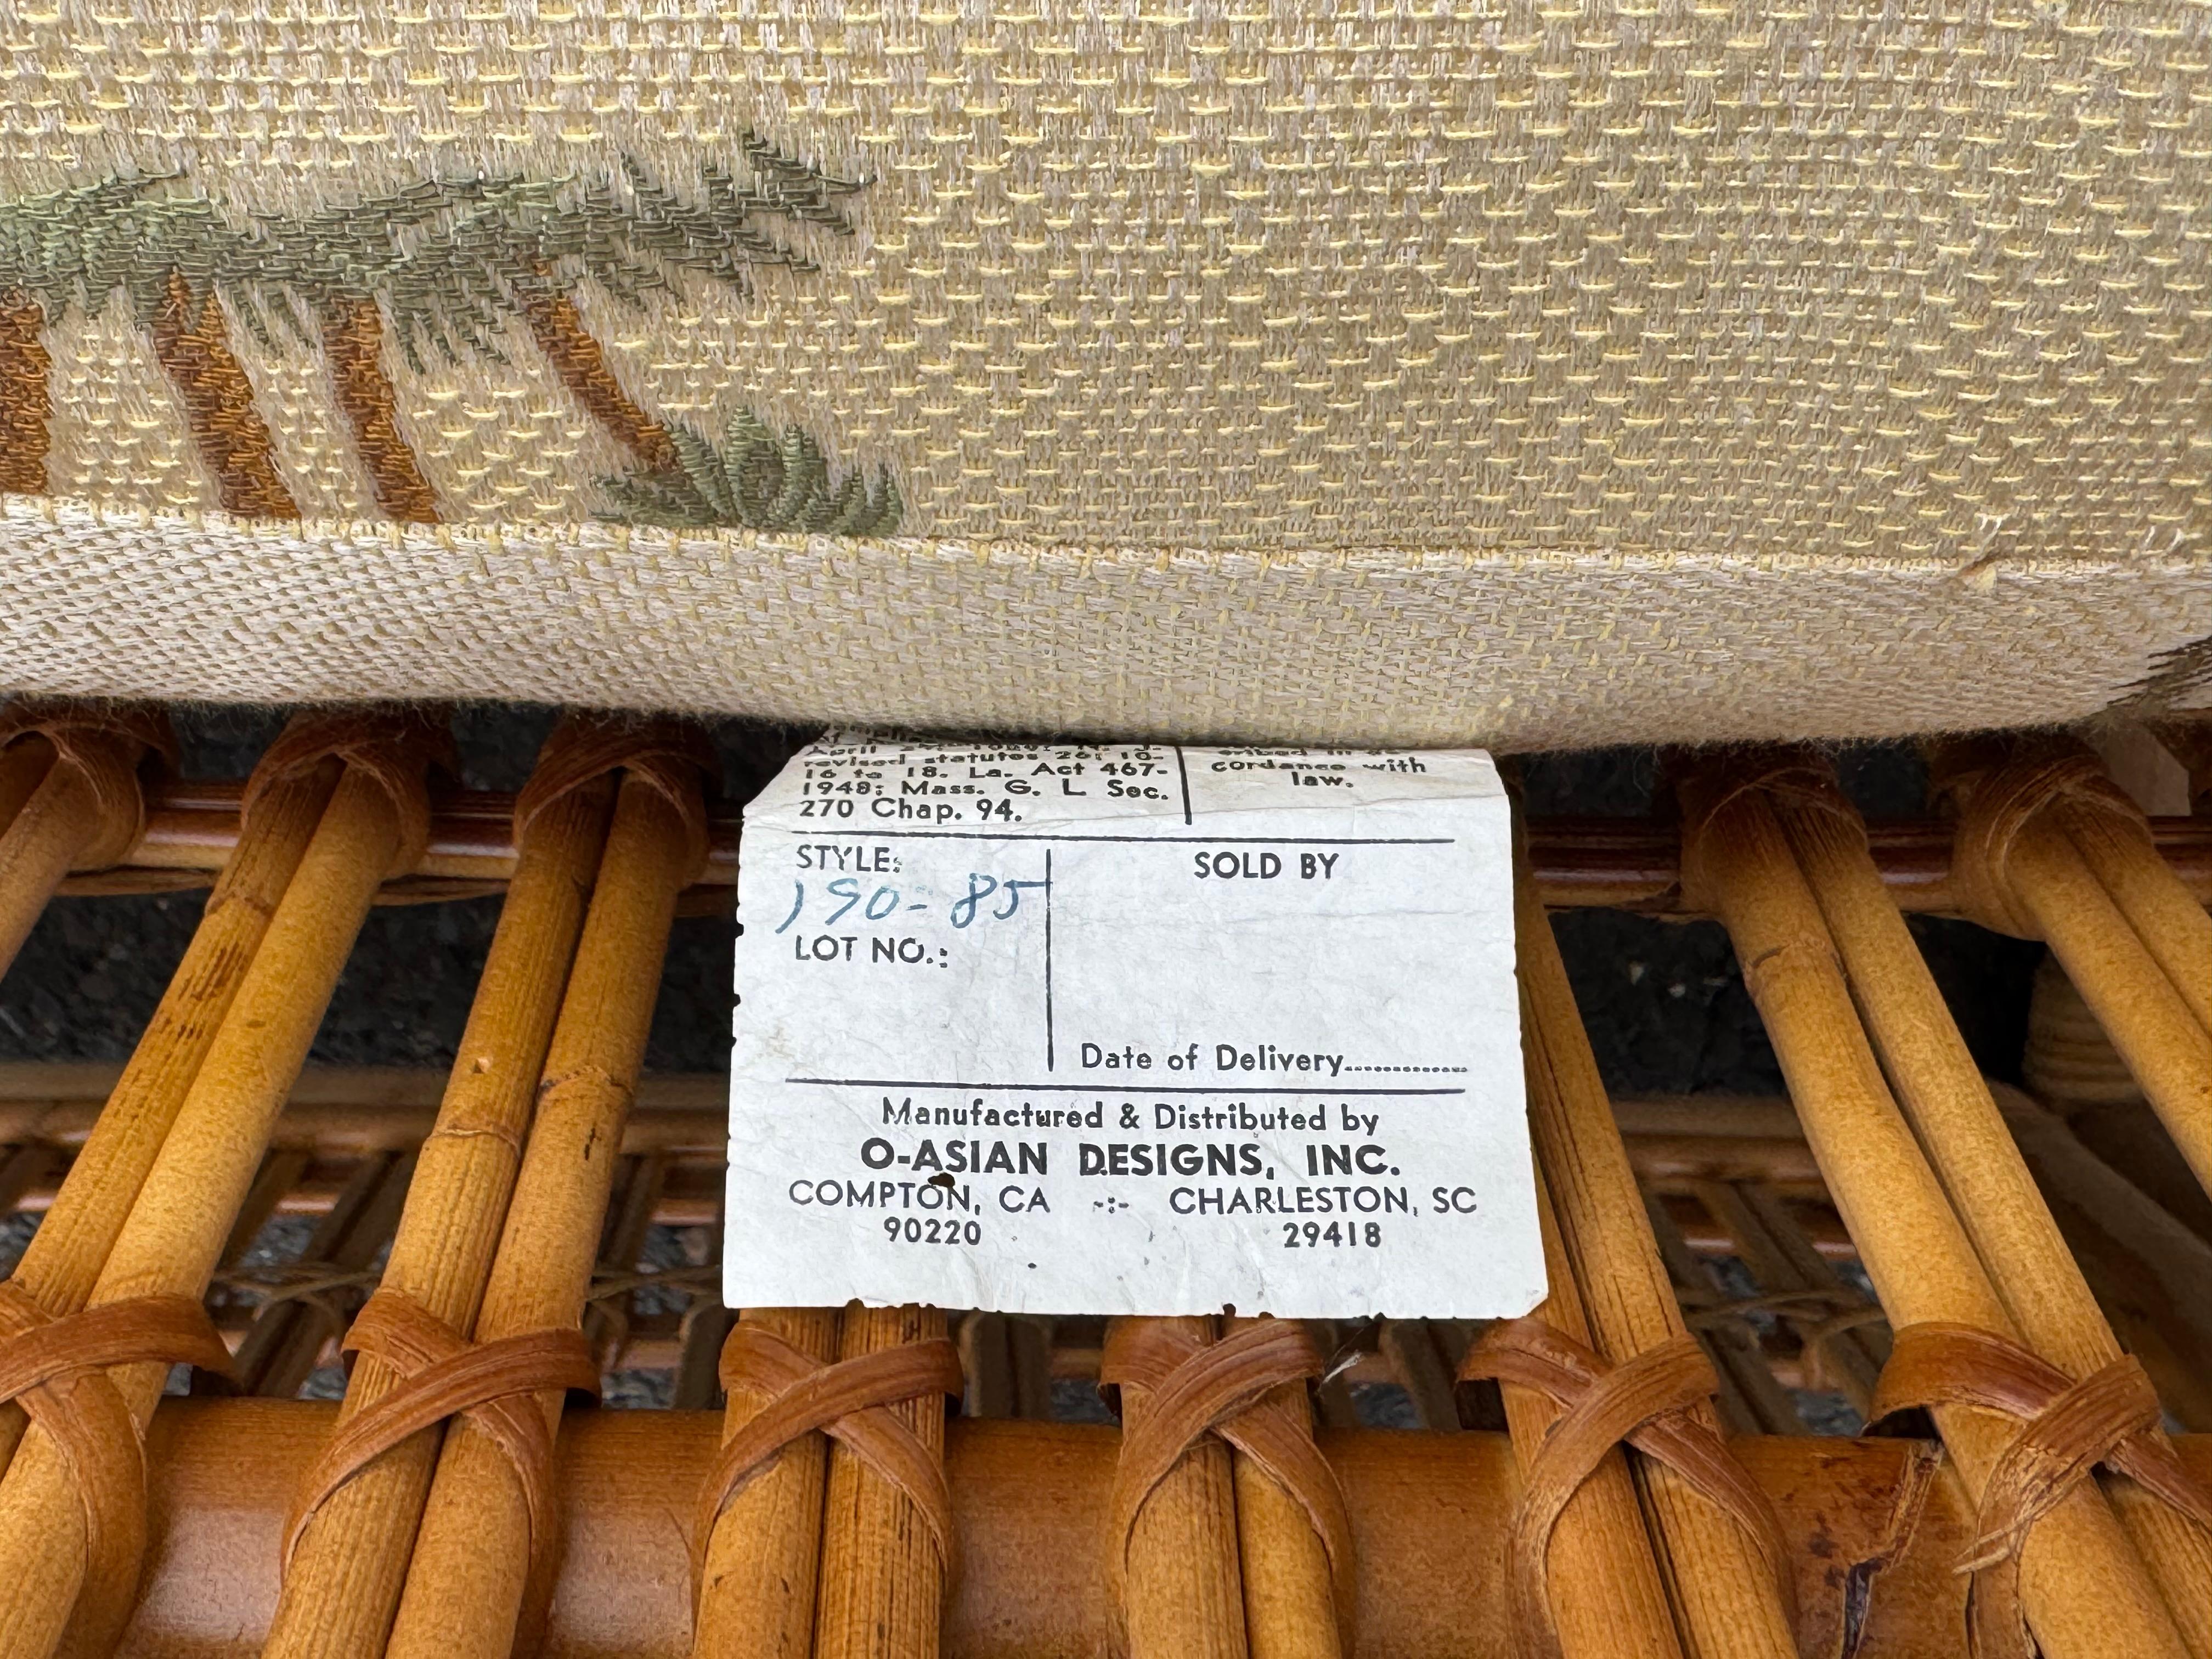 revised statutes 26: 10-
16 to 18. La. Act 467-
1948; Mass. G. L Sec.
270 Chap. 94.
cordance with
law.
STYLE:
190-85
LOT NO.:
SOLD BY
Date of Delivery..............
Manufactured & Distributed by
O-ASIAN DESIGNS, INC.
COMPTON, CA -:- CHARLESTON, SC
90220 29418